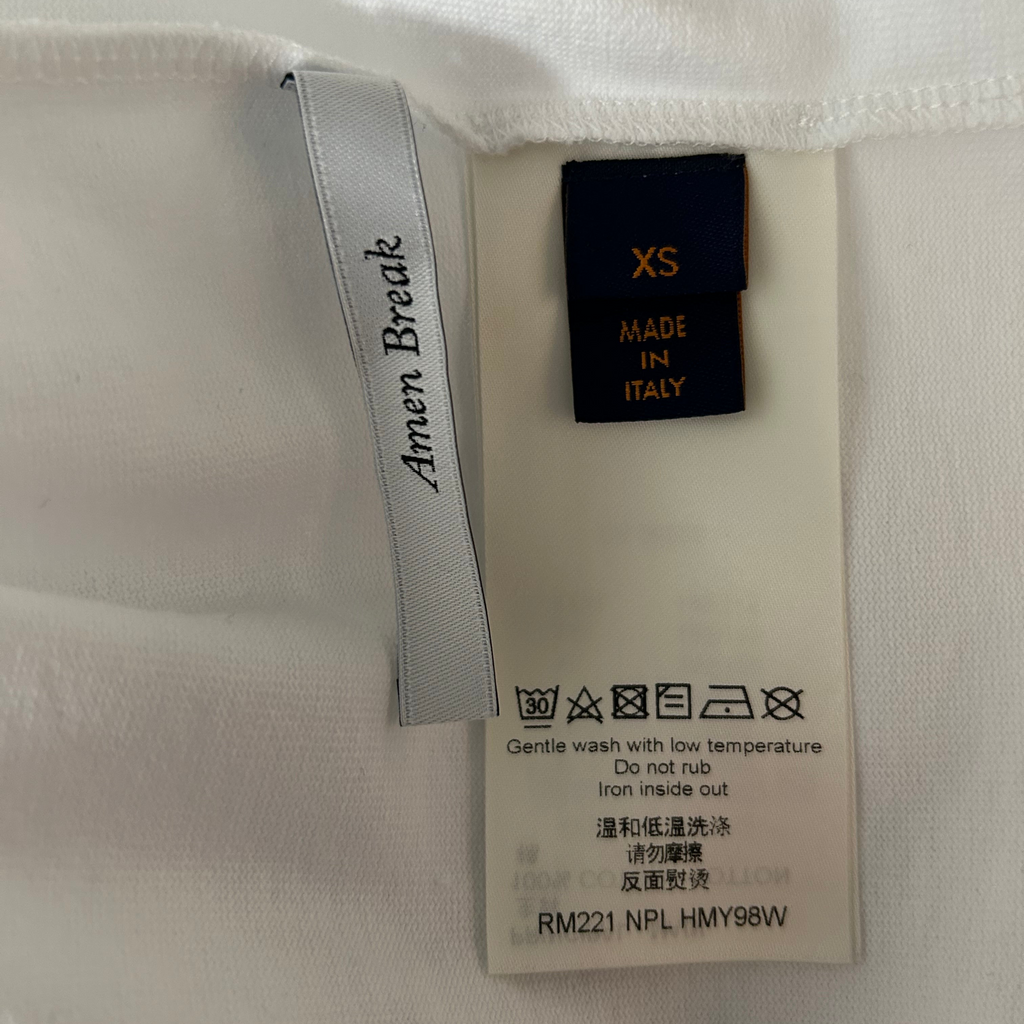 Amen Break
XS
MADE
IN
ITALY
30
Gentle wash with low temperature
Do not rub
Iron inside out
温和低温洗涤
请勿摩擦
反面熨烫
RM221 NPL HMY98W